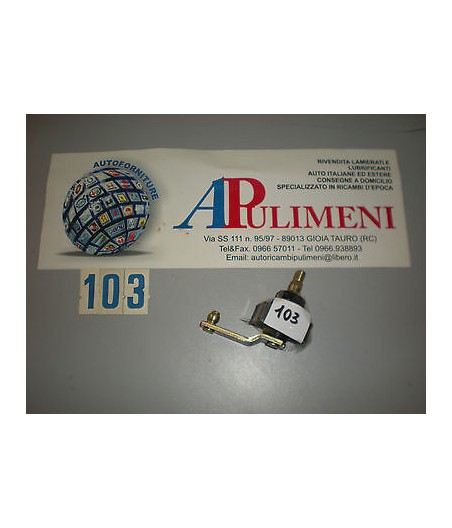 AUTOFORNITURE
RIVENDITA LAMIERATI E
LUBRIFICANTI
AUTO ITALIANE ED ESTERE
CONSEGNE A DOMICILIO
SPECIALIZZATO IN RICAMBI D'EPOCA
APULIMENI
Via SS 111 n. 95/97 - 89013 GIOIA TAURO (RC)
Tel&Fax. 0966 57011 - Tel 0966.938893
Email: autoricambipulimeni@libero.it
103
103